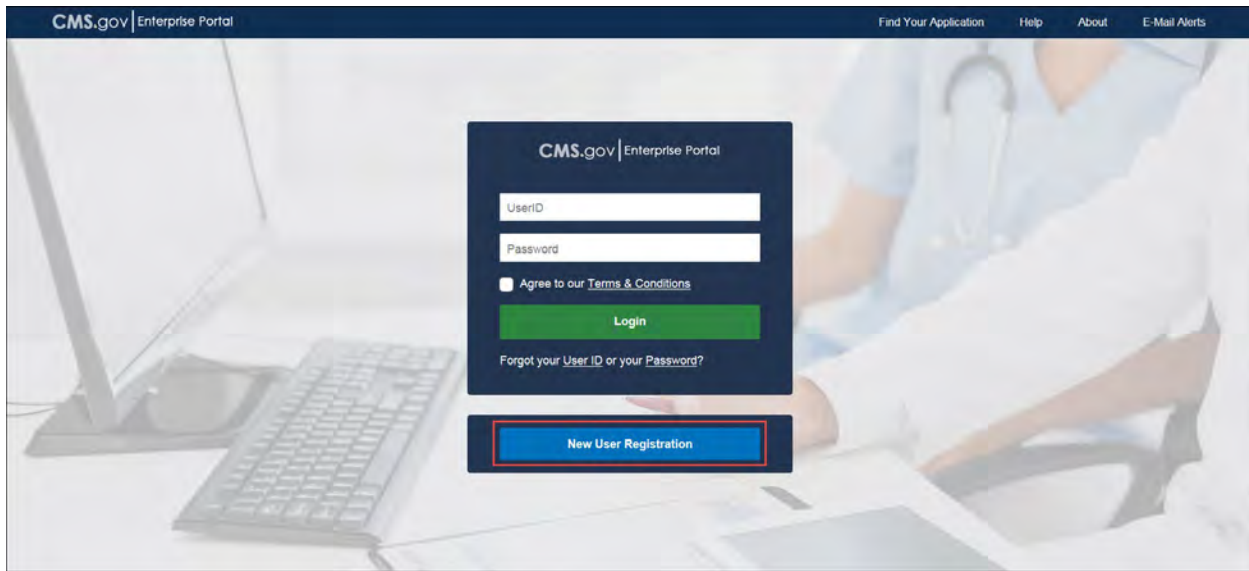 CMS.gov | Enterprise Portal Find Your Application Help About E-Mail Alerts
CMS.gov | Enterprise Portal
UserID
Password
Agree to our Terms & Conditions
Login
Forgot your User ID or your Password?
New User Registration